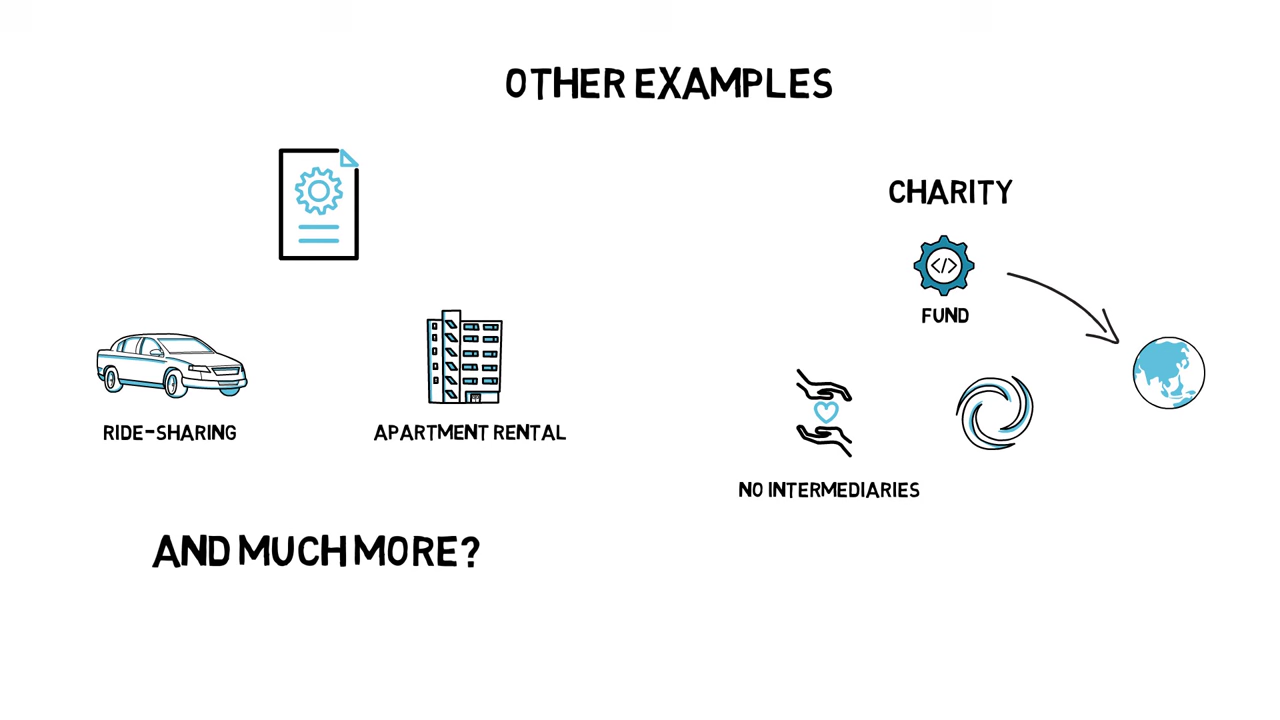 OTHER EXAMPLES
CHARITY
</>
FUND
RIDE-SHARING
APARTMENT RENTAL
NO INTERMEDIARIES
AND MUCH MORE?